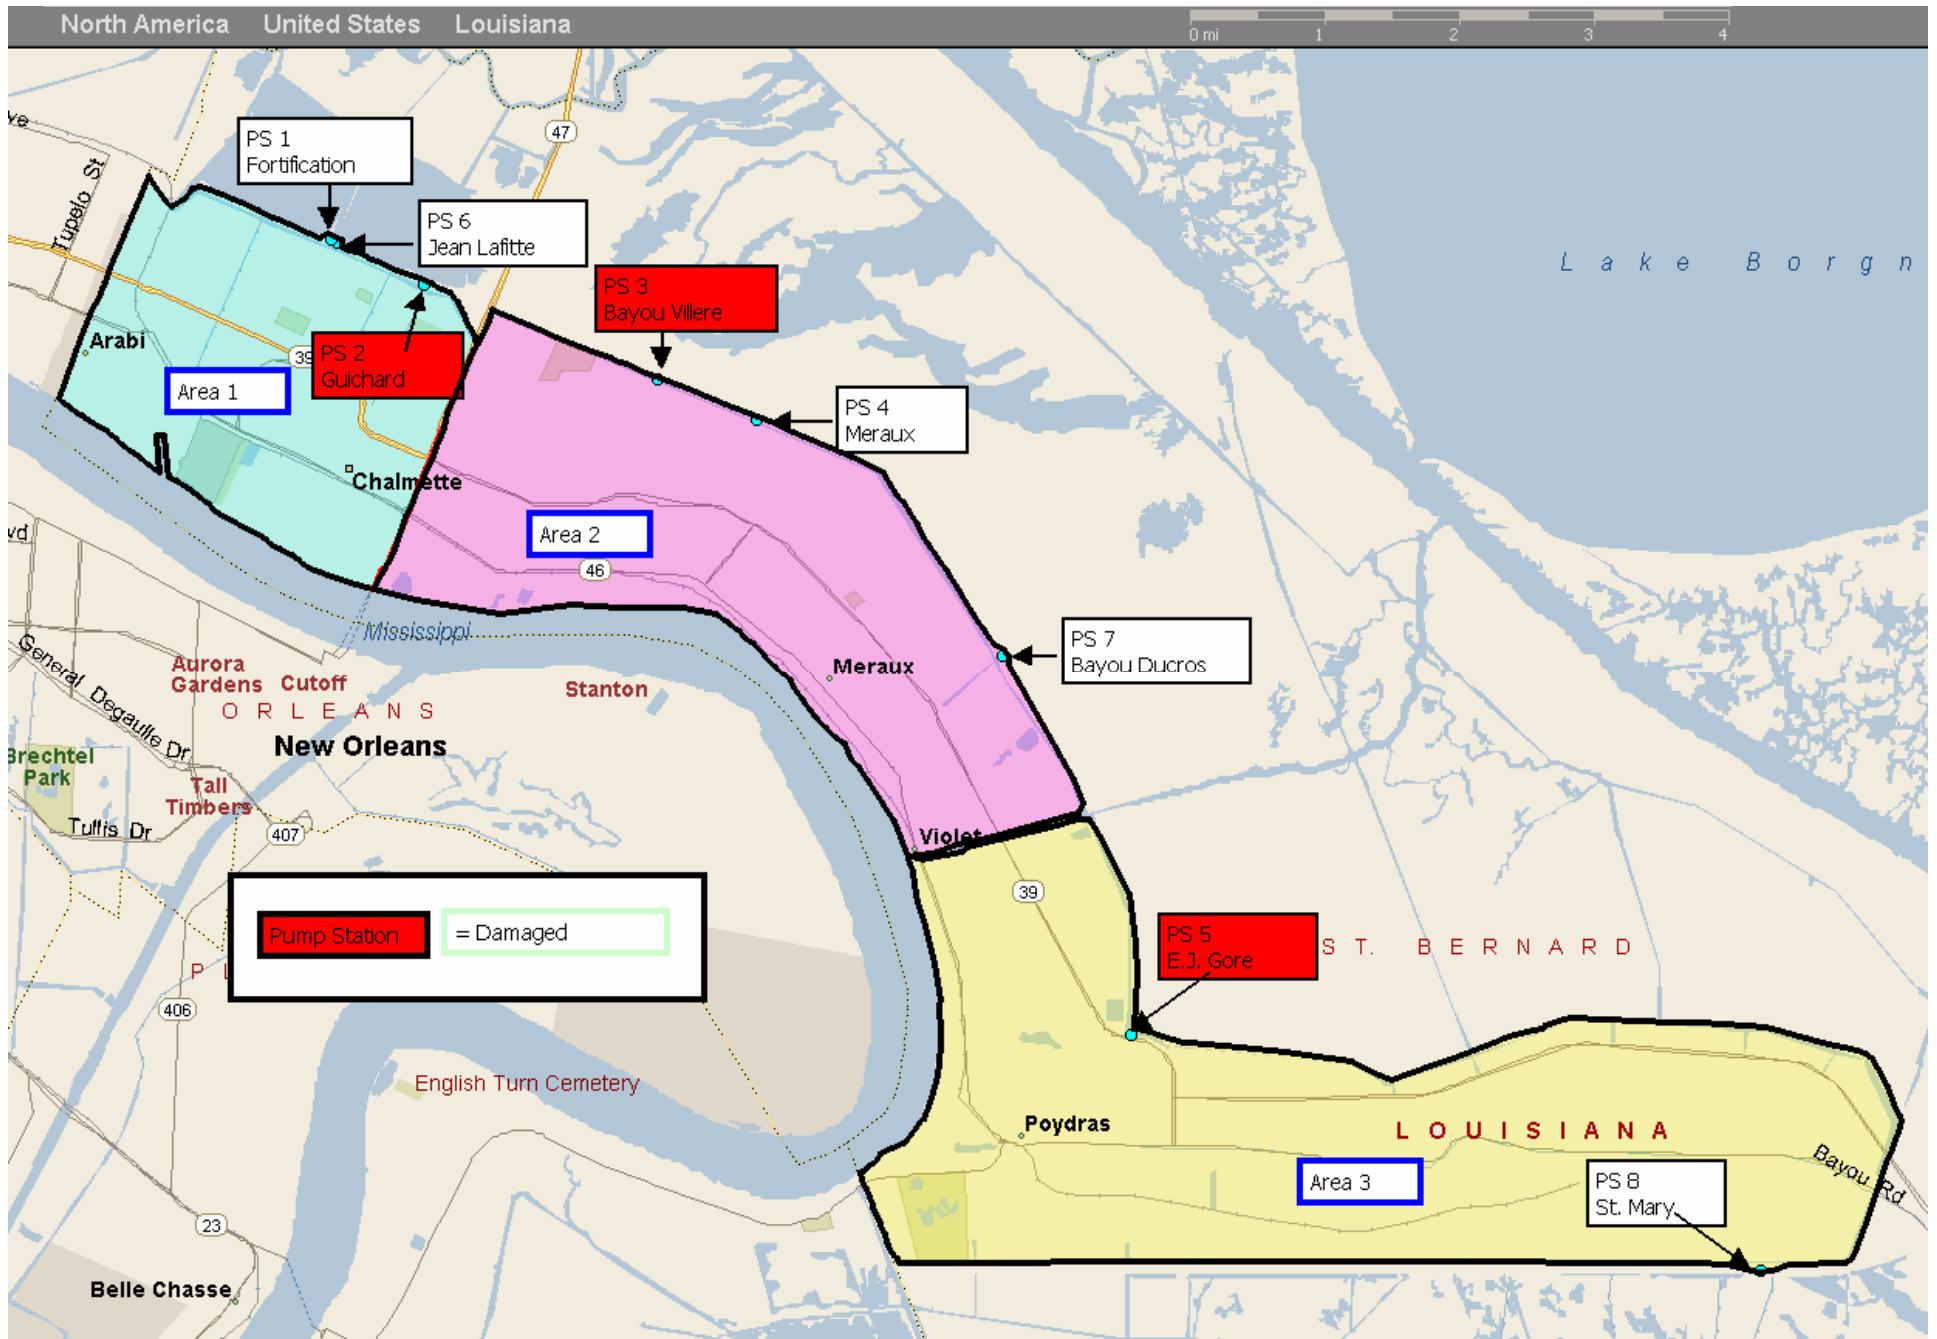 North America United States Louisiana
0 mi 1 2 3 4
Tupelo St
47
PS 1
Fortification
PS 6
Jean Lafitte
PS 3
Bayou Villere
Lake Borgn
Arabi
39
PS 2
Guichard
Area 1
PS 4
Meraux
Chalmette
Area 2
46
Mississippi
PS 7
Bayou Ducros
Aurora
Gardens
Cutoff
Stanton
Meraux
ORLEANS
General Degaulle Dr
New Orleans
Brechtel
Park
Tall
Timbers
Tullis Dr
407
Violet
39
Pump Station
= Damaged
PS 5
E.J. Gore
ST. BERNARD
406
English Turn Cemetery
Poydras
LOUISIANA
Area 3
Bayou Rd
PS 8
St. Mary
23
Belle Chasse